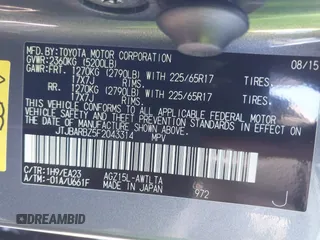 MFD.BY:TOYOTA MOTOR CORPORATION 08/15
GVWR:2360KG (5200LB)
GAWR:FRT. 1270KG (2790LB) WITH 225/65R17 TIRES,
17X7J RIMS,
RR. 1270KG (2790LB) WITH 225/65R17 TIRES,
17X7J RIMS,
THIS VEHICLE CONFORMS TO ALL APPLICABLE
FEDERAL MOTOR VEHICLE SAFETY AND
THEFT PREVENTION STANDARDS IN EFFECT ON THE
DATE OF MANUFACTURE SHOWN ABOVE.
JTJBARBZ5F2043314 MPV
C/TR:1H9/EA23 AGZ15L-AWTLTA
A/TM:-01A/U661F MADE IN JAPAN 972 J